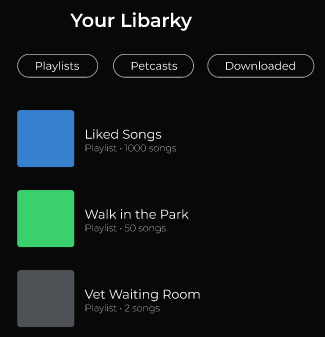 Your Libarky
Playlists
Petcasts
Downloaded
Liked Songs
Playlist • 1000 songs
Walk in the Park
Playlist • 50 songs
Vet Waiting Room
Playlist • 2 songs